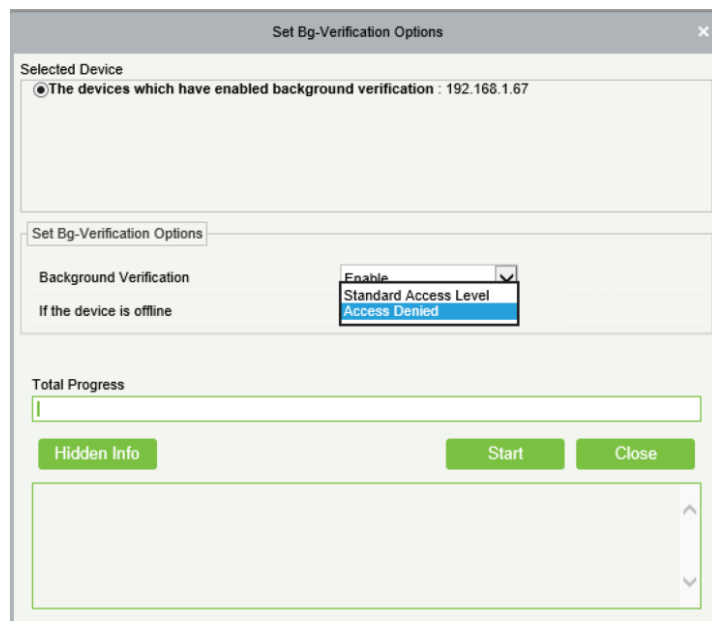 Set Bg-Verification Options
×
Selected Device
The devices which have enabled background verification : 192.168.1.67
Set Bg-Verification Options
Background Verification Enable
Standard Access Level
If the device is offline Access Denied
Total Progress
Hidden Info Start Close